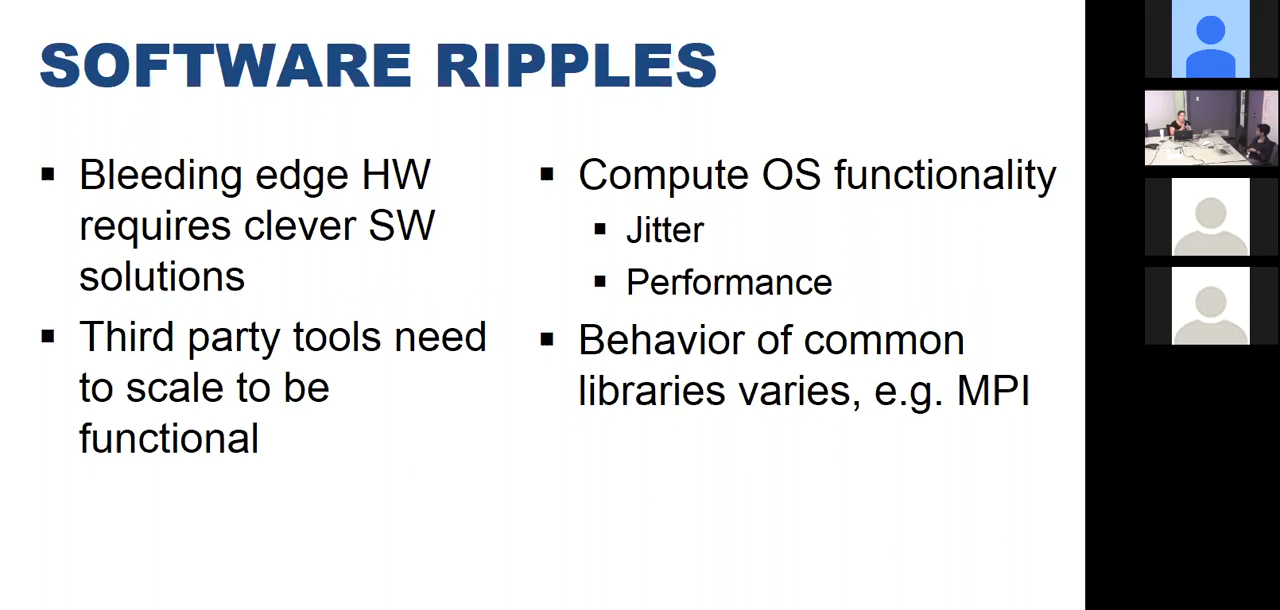 SOFTWARE RIPPLES
Bleeding edge HW
requires clever SW
solutions
Third party tools need
to scale to be
functional
Compute OS functionality
Jitter
Performance
Behavior of common
libraries varies, e.g. MPI